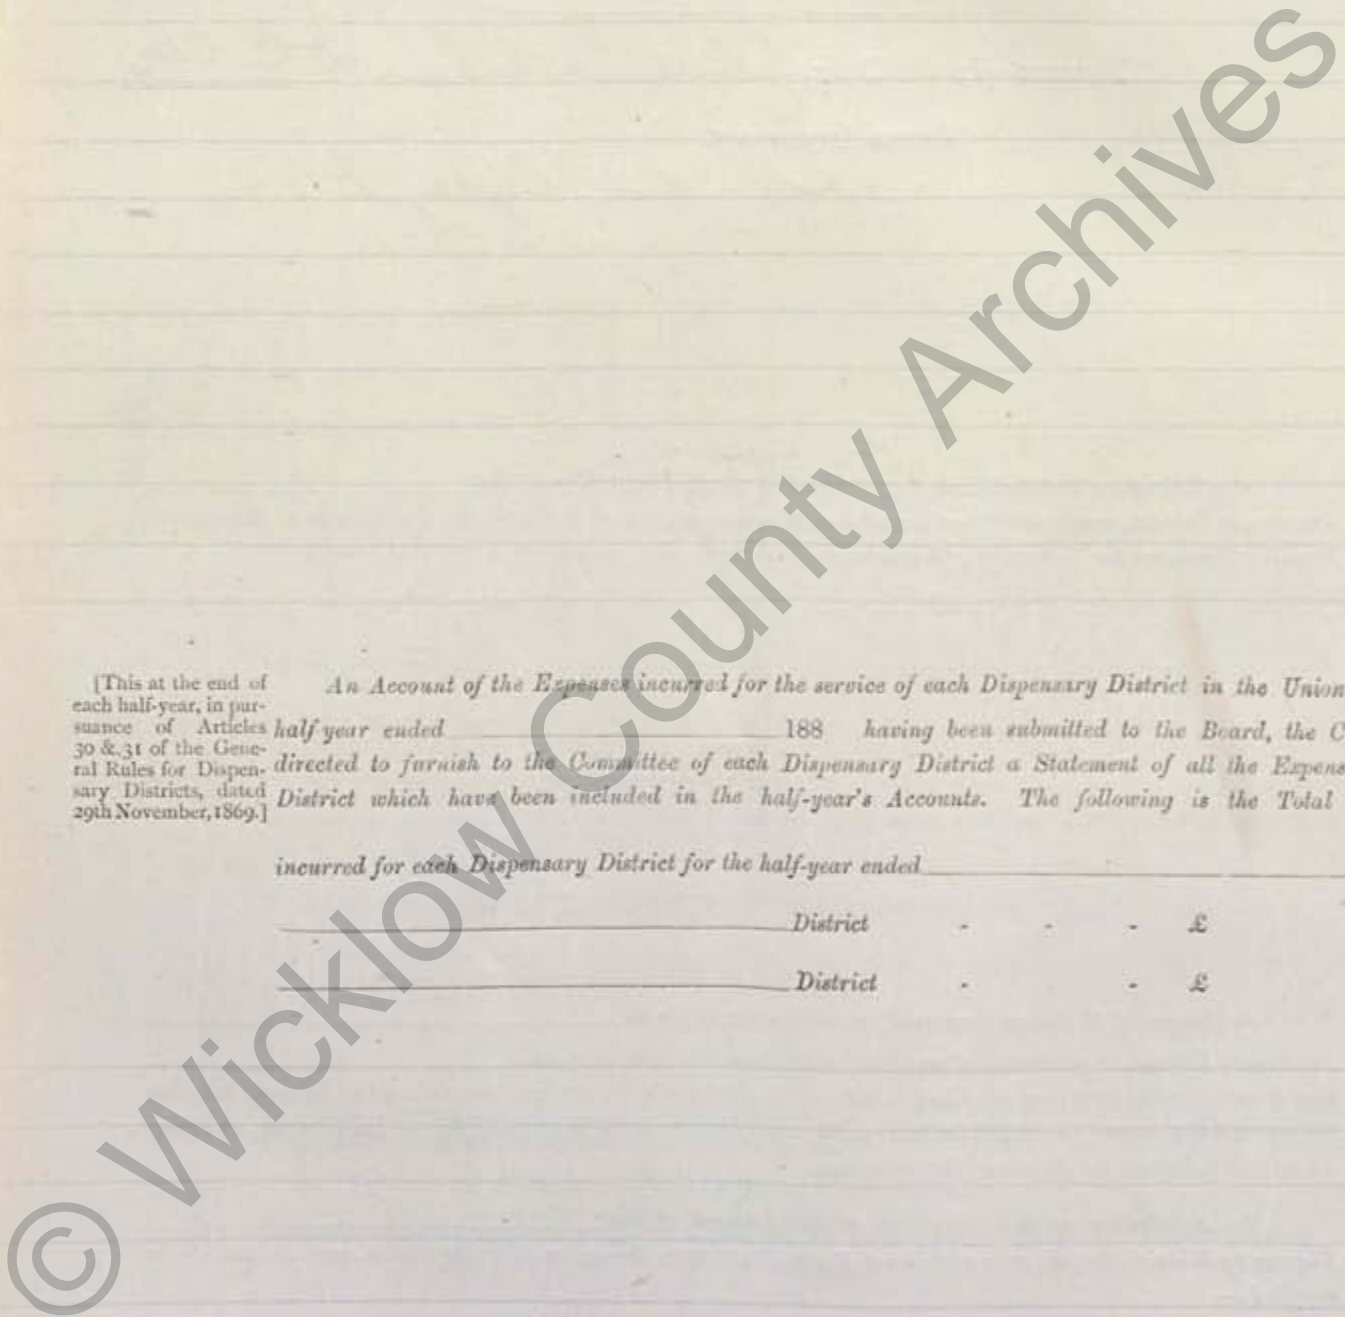 [This at the end of
each half-year, in pur-
suance of Articles
30 & 31 of the Gene-
ral Rules for Dispen-
sary Districts, dated
29th November, 1869.]
An Account of the Expenses incurred for the service of each Dispensary District in the Union
half year ended 188 having been submitted to the Board, the C
directed to furnish to the Committee of each Dispensary District a Statement of all the Expens
District which have been included in the half-year's Accounts. The following is the Total
incurred for each Dispensary District for the half-year ended
District - - - £
District - - £
© Wicklow County Archives